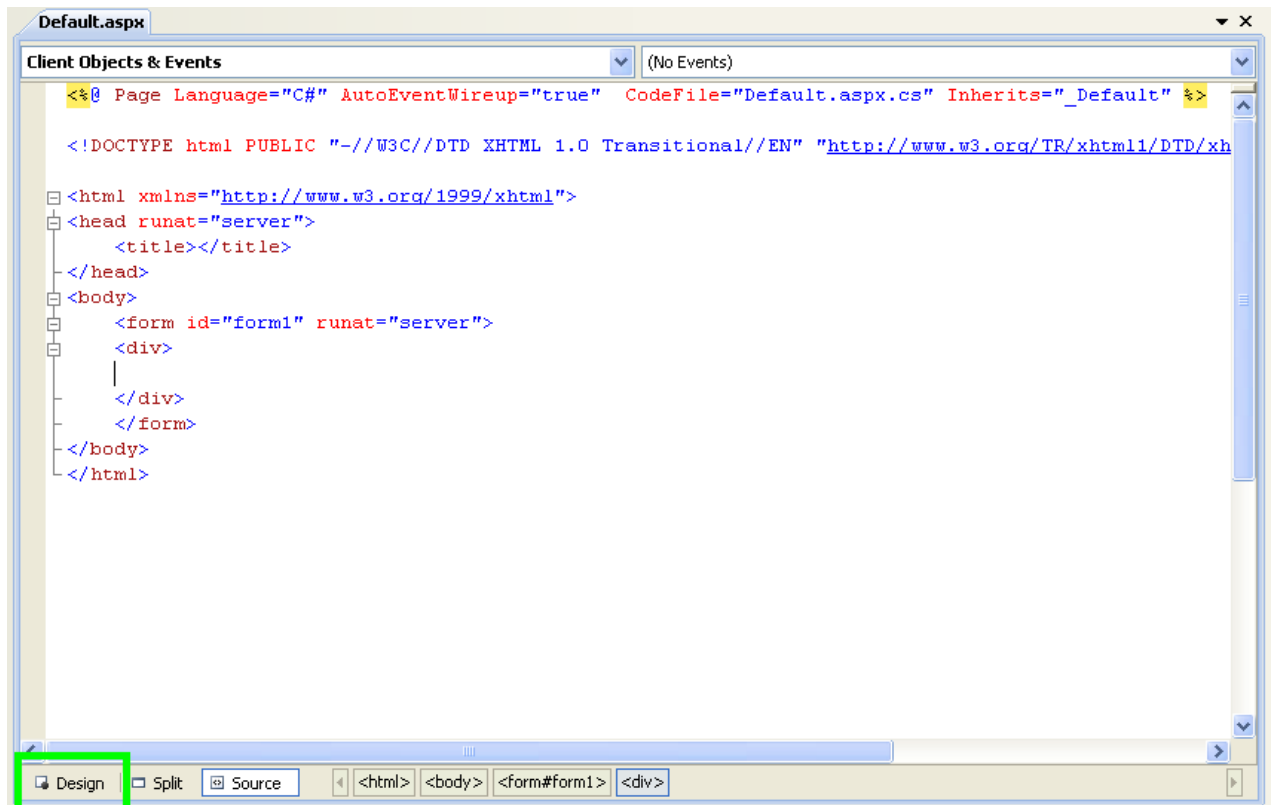 Default.aspx
Client Objects & Events (No Events)
<%@ Page Language="C#" AutoEventWireup="true"  CodeFile="Default.aspx.cs" Inherits="_Default" %>
<!DOCTYPE html PUBLIC "-//W3C//DTD XHTML 1.0 Transitional//EN" "http://www.w3.org/TR/xhtml1/DTD/xh
<html xmlns="http://www.w3.org/1999/xhtml">
<head runat="server">
<title></title>
</head>
<body>
<form id="form1" runat="server">
<div>
</div>
</form>
</body>
</html>
Design Split Source <html> <body> <form#form1> <div>